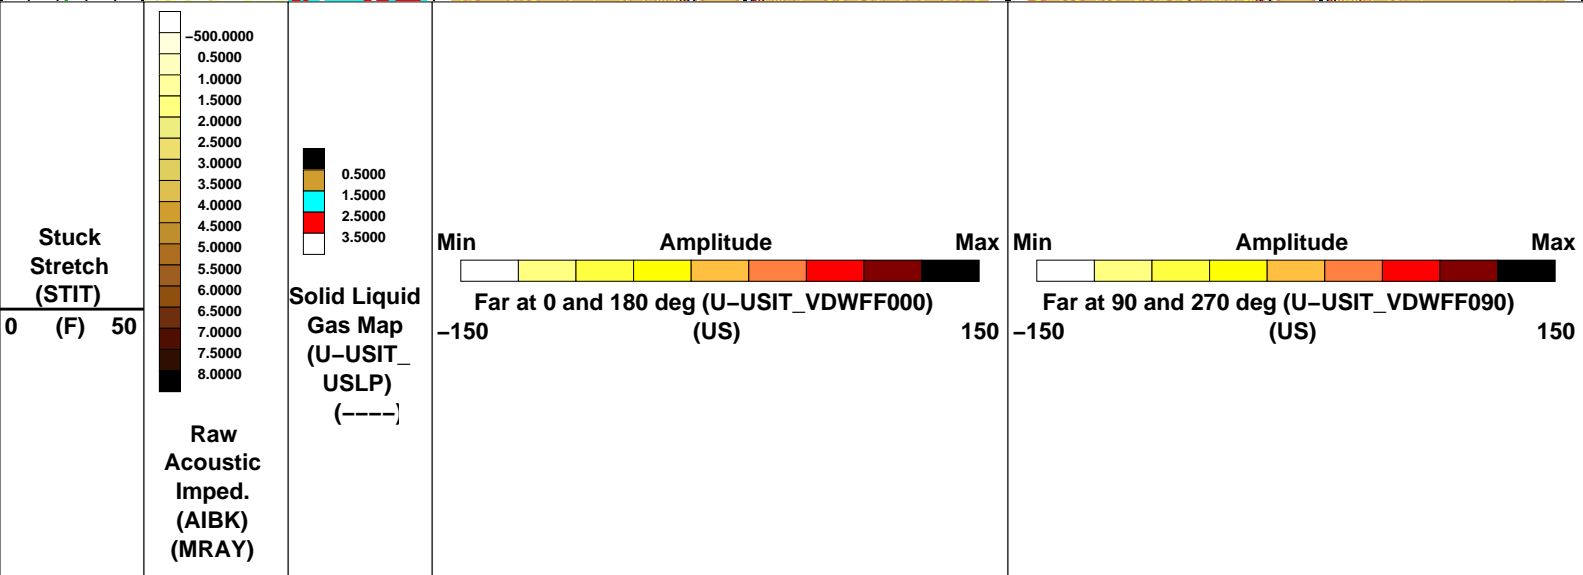 Stuck
Stretch
(STIT)
0 (F) 50
−500.0000
0.5000
1.0000
1.5000
2.0000
2.5000
3.0000
3.5000
4.0000
4.5000
5.0000
5.5000
6.0000
6.5000
7.0000
7.5000
8.0000
Raw
Acoustic
Imped.
(AIBK)
(MRAY)
0.5000
1.5000
2.5000
3.5000
Solid Liquid
Gas Map
(U−USIT_
USLP)
(−−−−)
Min Amplitude Max
Far at 0 and 180 deg (U−USIT_VDWFF000)
−150 (US) 150
Min Amplitude Max
Far at 90 and 270 deg (U−USIT_VDWFF090)
−150 (US) 150